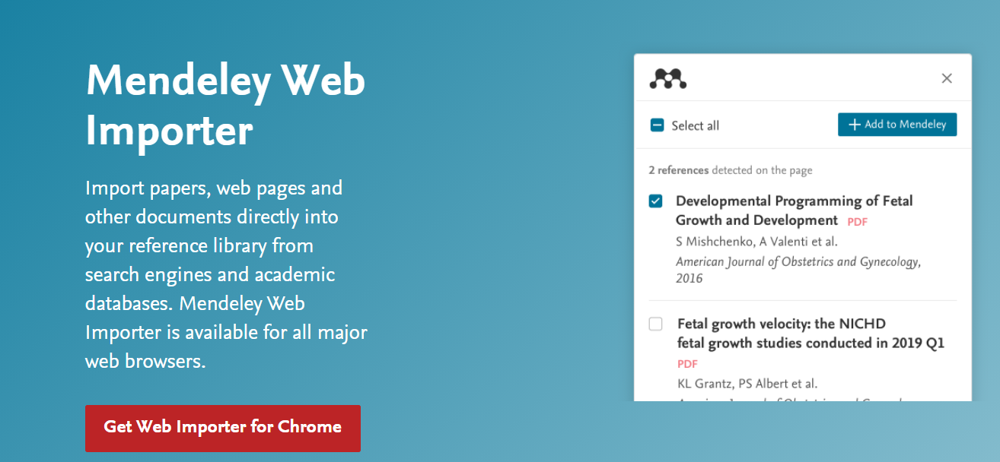 Mendeley Web
Importer
Import papers, web pages and
other documents directly into
your reference library from
search engines and academic
databases. Mendeley Web
Importer is available for all major
web browsers.
Get Web Importer for Chrome
Select all
+ Add to Mendeley
2 references detected on the page
Developmental Programming of Fetal
Growth and Development PDF
S Mishchenko, A Valenti et al.
American Journal of Obstetrics and Gynecology,
2016
Fetal growth velocity: the NICHD
fetal growth studies conducted in 2019 Q1
PDF
KL Grantz, PS Albert et al.